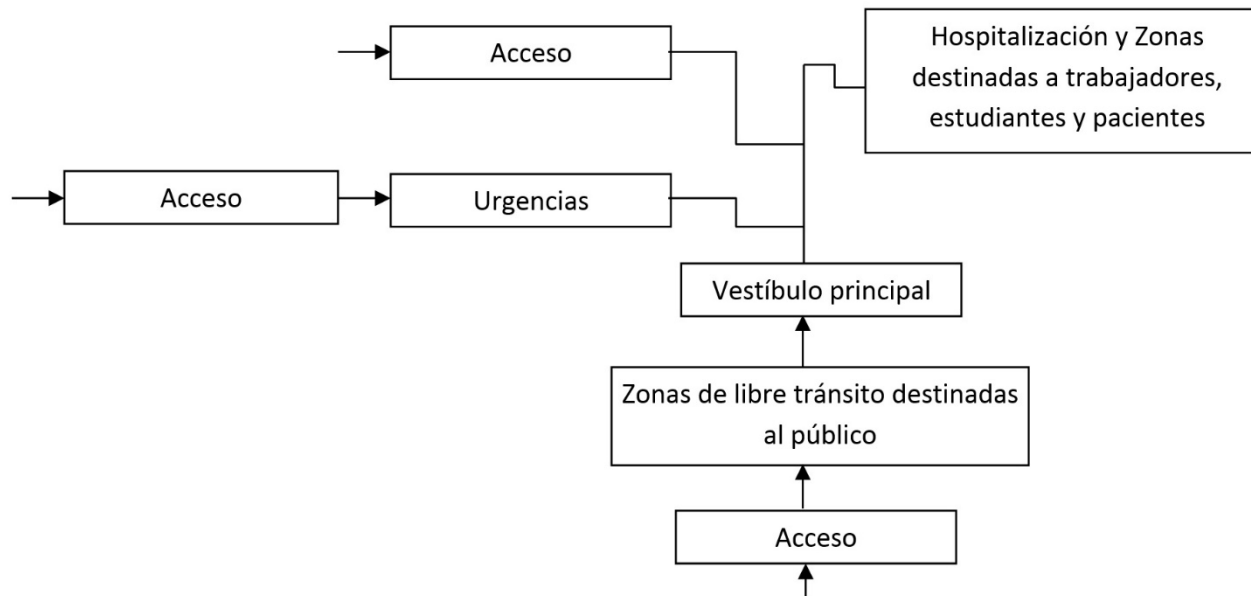 Acceso
Hospitalización y Zonas
destinadas a trabajadores,
estudiantes y pacientes
Acceso
Urgencias
Vestíbulo principal
Zonas de libre tránsito destinadas
al público
Acceso